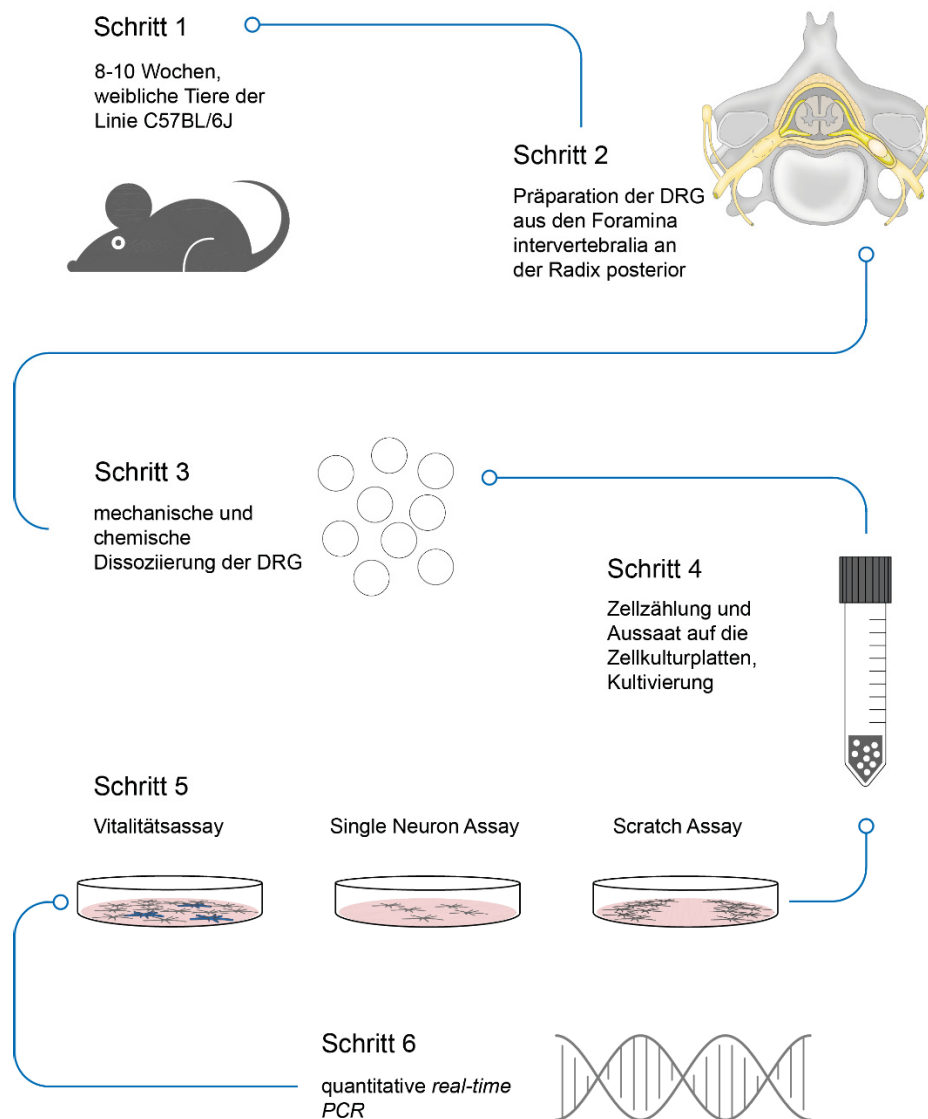 Schritt 1
8-10 Wochen,
weibliche Tiere der
Linie C57BL/6J
Schritt 2
Präparation der DRG
aus den Foramina
intervertebralia an
der Radix posterior
Schritt 3
mechanische und
chemische
Dissoziierung der DRG
Schritt 4
Zellzählung und
Aussaat auf die
Zellkulturplatten,
Kultivierung
Schritt 5
Vitalitätsassay
Single Neuron Assay
Scratch Assay
Schritt 6
quantitative real-time
PCR